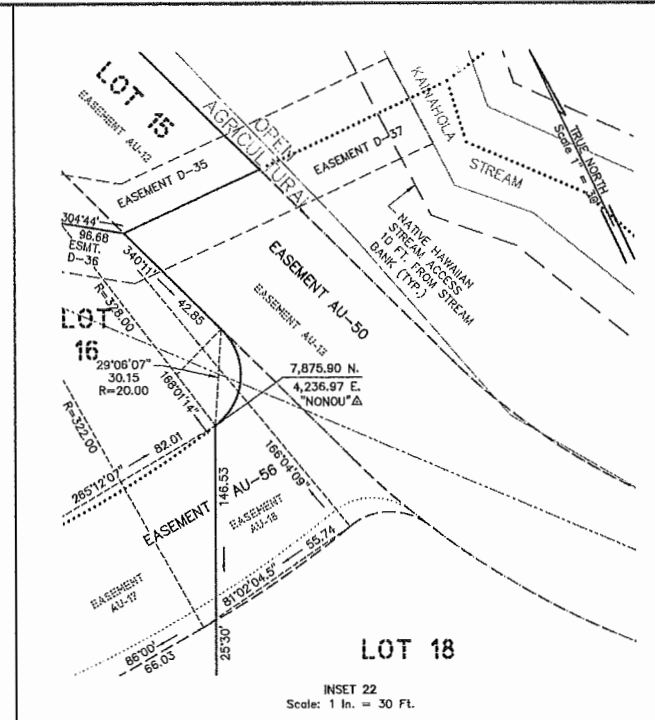 LOT 15
EASEMENT AU-12
OPEN
AGRICULTURAL
KAINAHOLA
STREAM
TRUE NORTH
Scale 1" = 30'
EASEMENT D-35
EASEMENT D-37
304°44'
96.68
ESMT.
D-36
340°11'
42.85
R=328.00
LOT
16
29°06'07"
30.15
R=20.00
188°01'14"
R=322.00
EASEMENT AU-50
EASEMENT AU-13
NATIVE HAWAIIAN
STREAM ACCESS
10 FT. FROM STREAM
BANK (TYP.)
7,875.90 N.
4,236.97 E.
"NONOU"
265°12'07"
82.01
146.53
166°04'09"
EASEMENT AU-56
EASEMENT
AU-18
EASEMENT
AU-17
81°02'04.5"
55.74
86°00'
66.03
25°30'
LOT 18
INSET 22
Scale: 1 In. = 30 Ft.